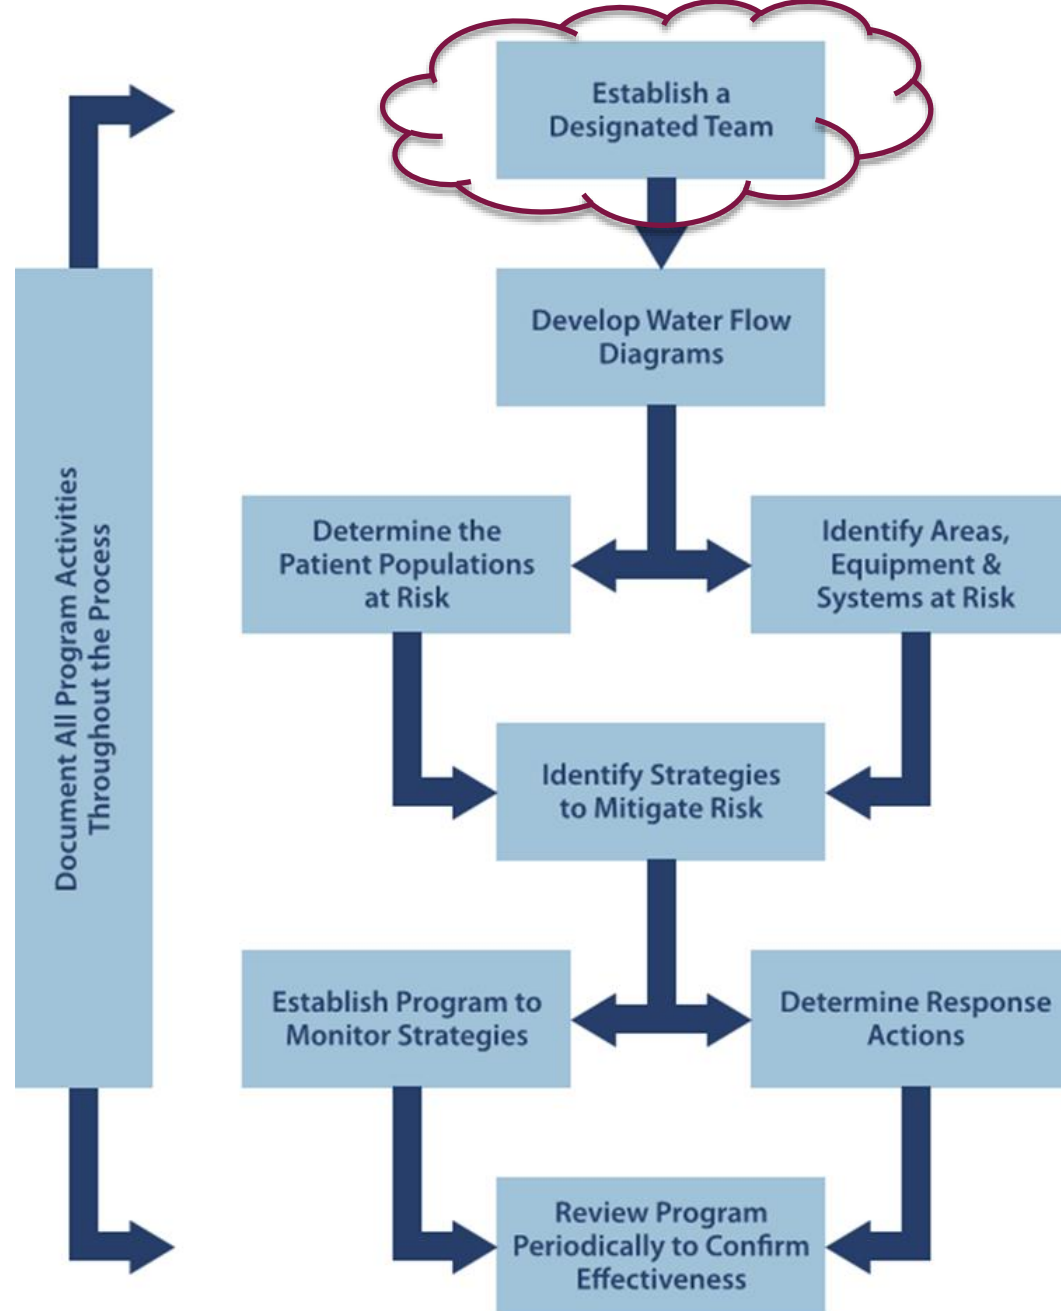 Establish a
Designated Team
Develop Water Flow
Diagrams
Determine the
Patient Populations
at Risk
Identify Areas,
Equipment &
Systems at Risk
Identify Strategies
to Mitigate Risk
Establish Program to
Monitor Strategies
Determine Response
Actions
Review Program
Periodically to Confirm
Effectiveness
Document All Program Activities
Throughout the Process